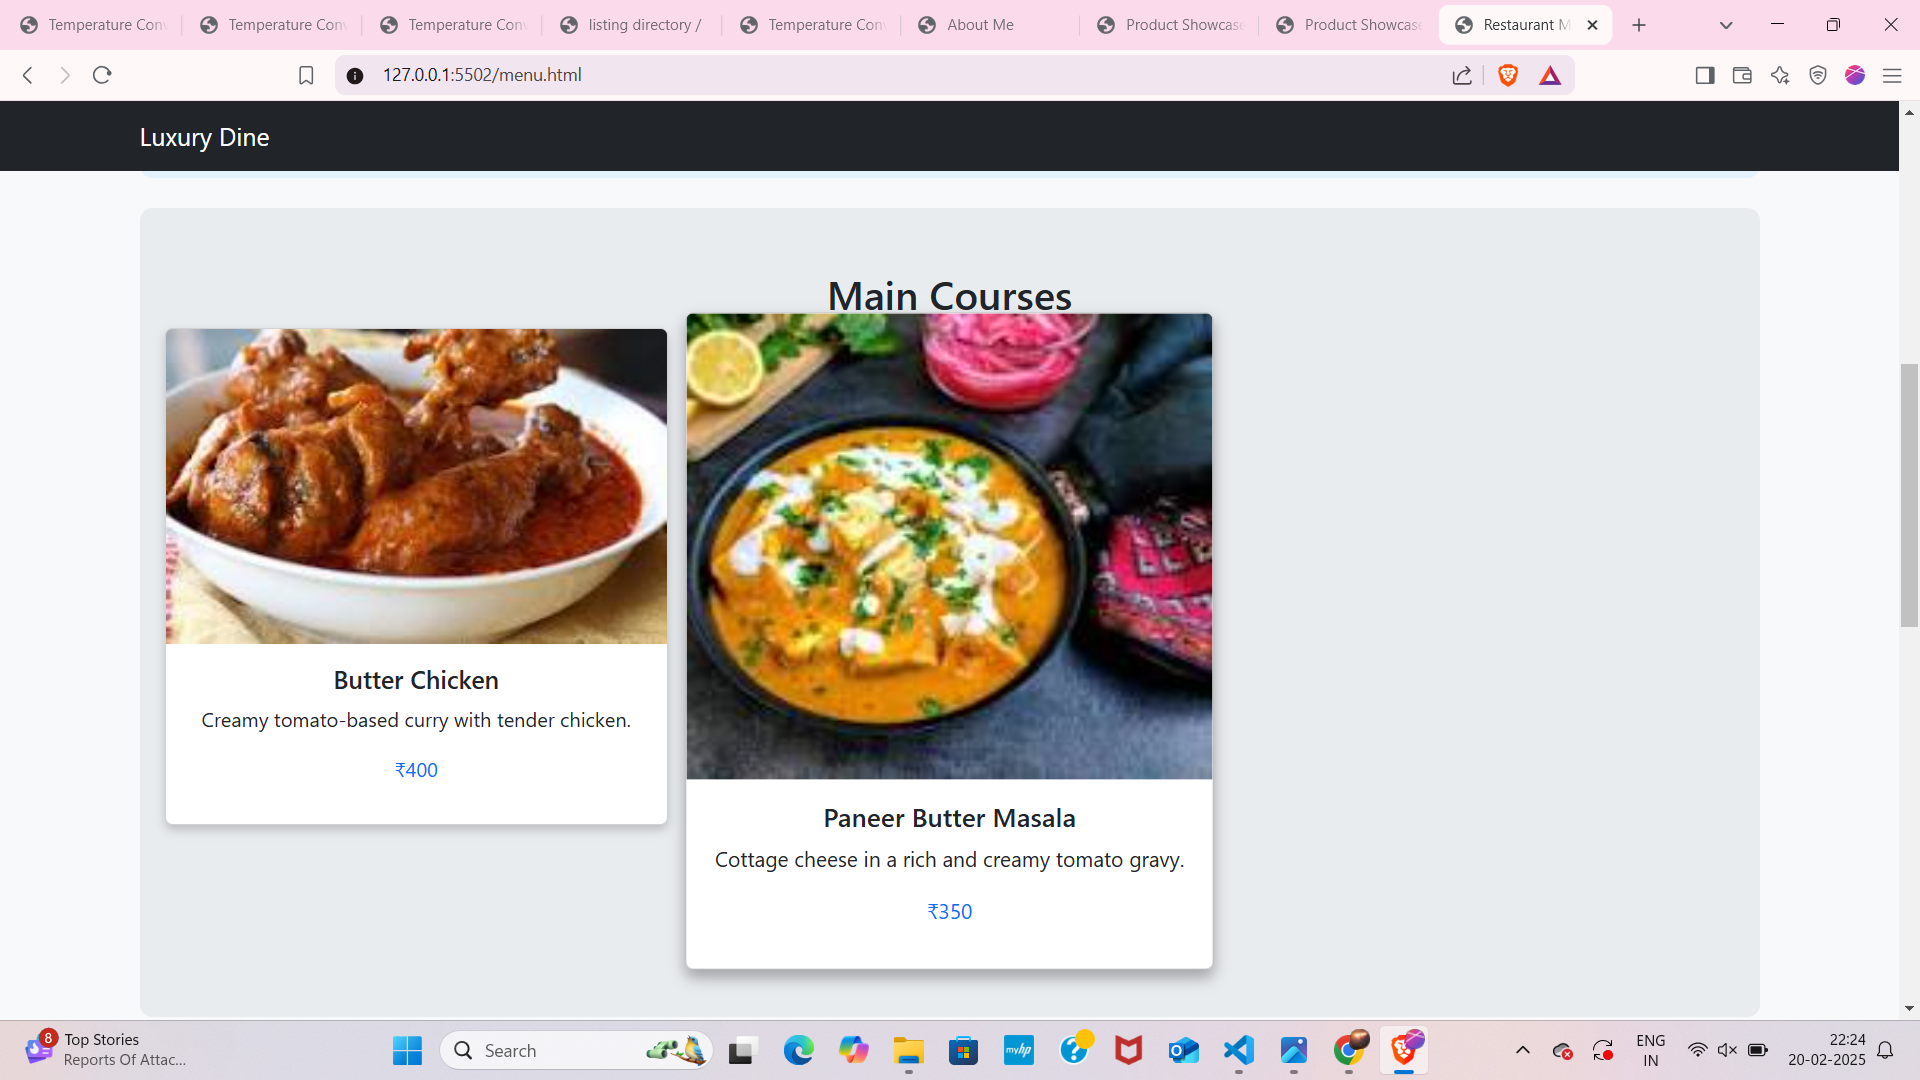 Temperature Conv
Temperature Conv
Temperature Conv
listing directory /
Temperature Conv
About Me
Product Showcase
Product Showcase
Restaurant M
127.0.0.1:5502/menu.html
Luxury Dine
Main Courses
Butter Chicken
Creamy tomato-based curry with tender chicken.
₹400
Paneer Butter Masala
Cottage cheese in a rich and creamy tomato gravy.
₹350
8
Top Stories
Reports Of Attac...
Search
myhp
ENG
IN
22:24
20-02-2025